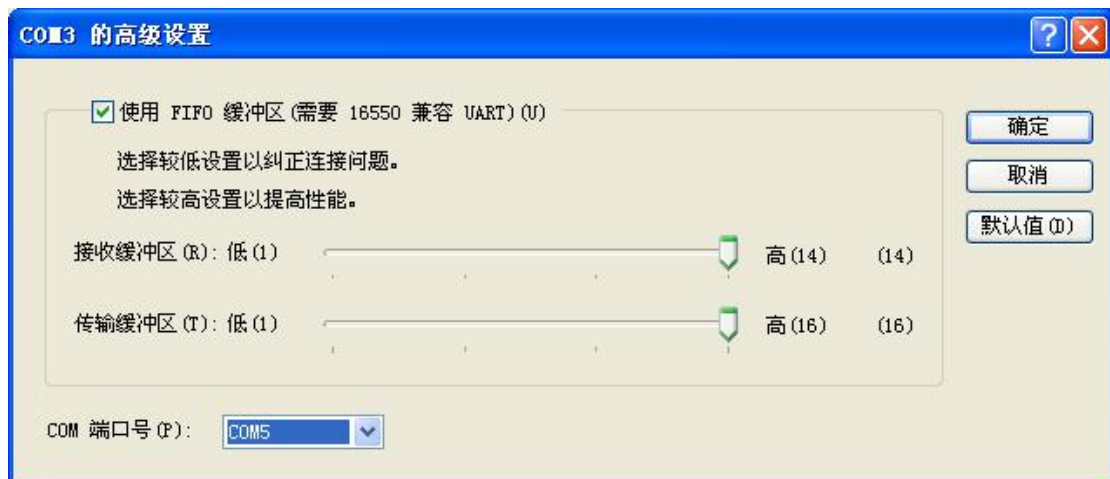 COM3 的高级设置
使用 FIFO 缓冲区(需要 16550 兼容 UART)(U)
选择较低设置以纠正连接问题。
选择较高设置以提高性能。
接收缓冲区(R): 低(1) 高(14) (14)
传输缓冲区(T): 低(1) 高(16) (16)
COM 端口号(P): COM5
确定
取消
默认值(D)